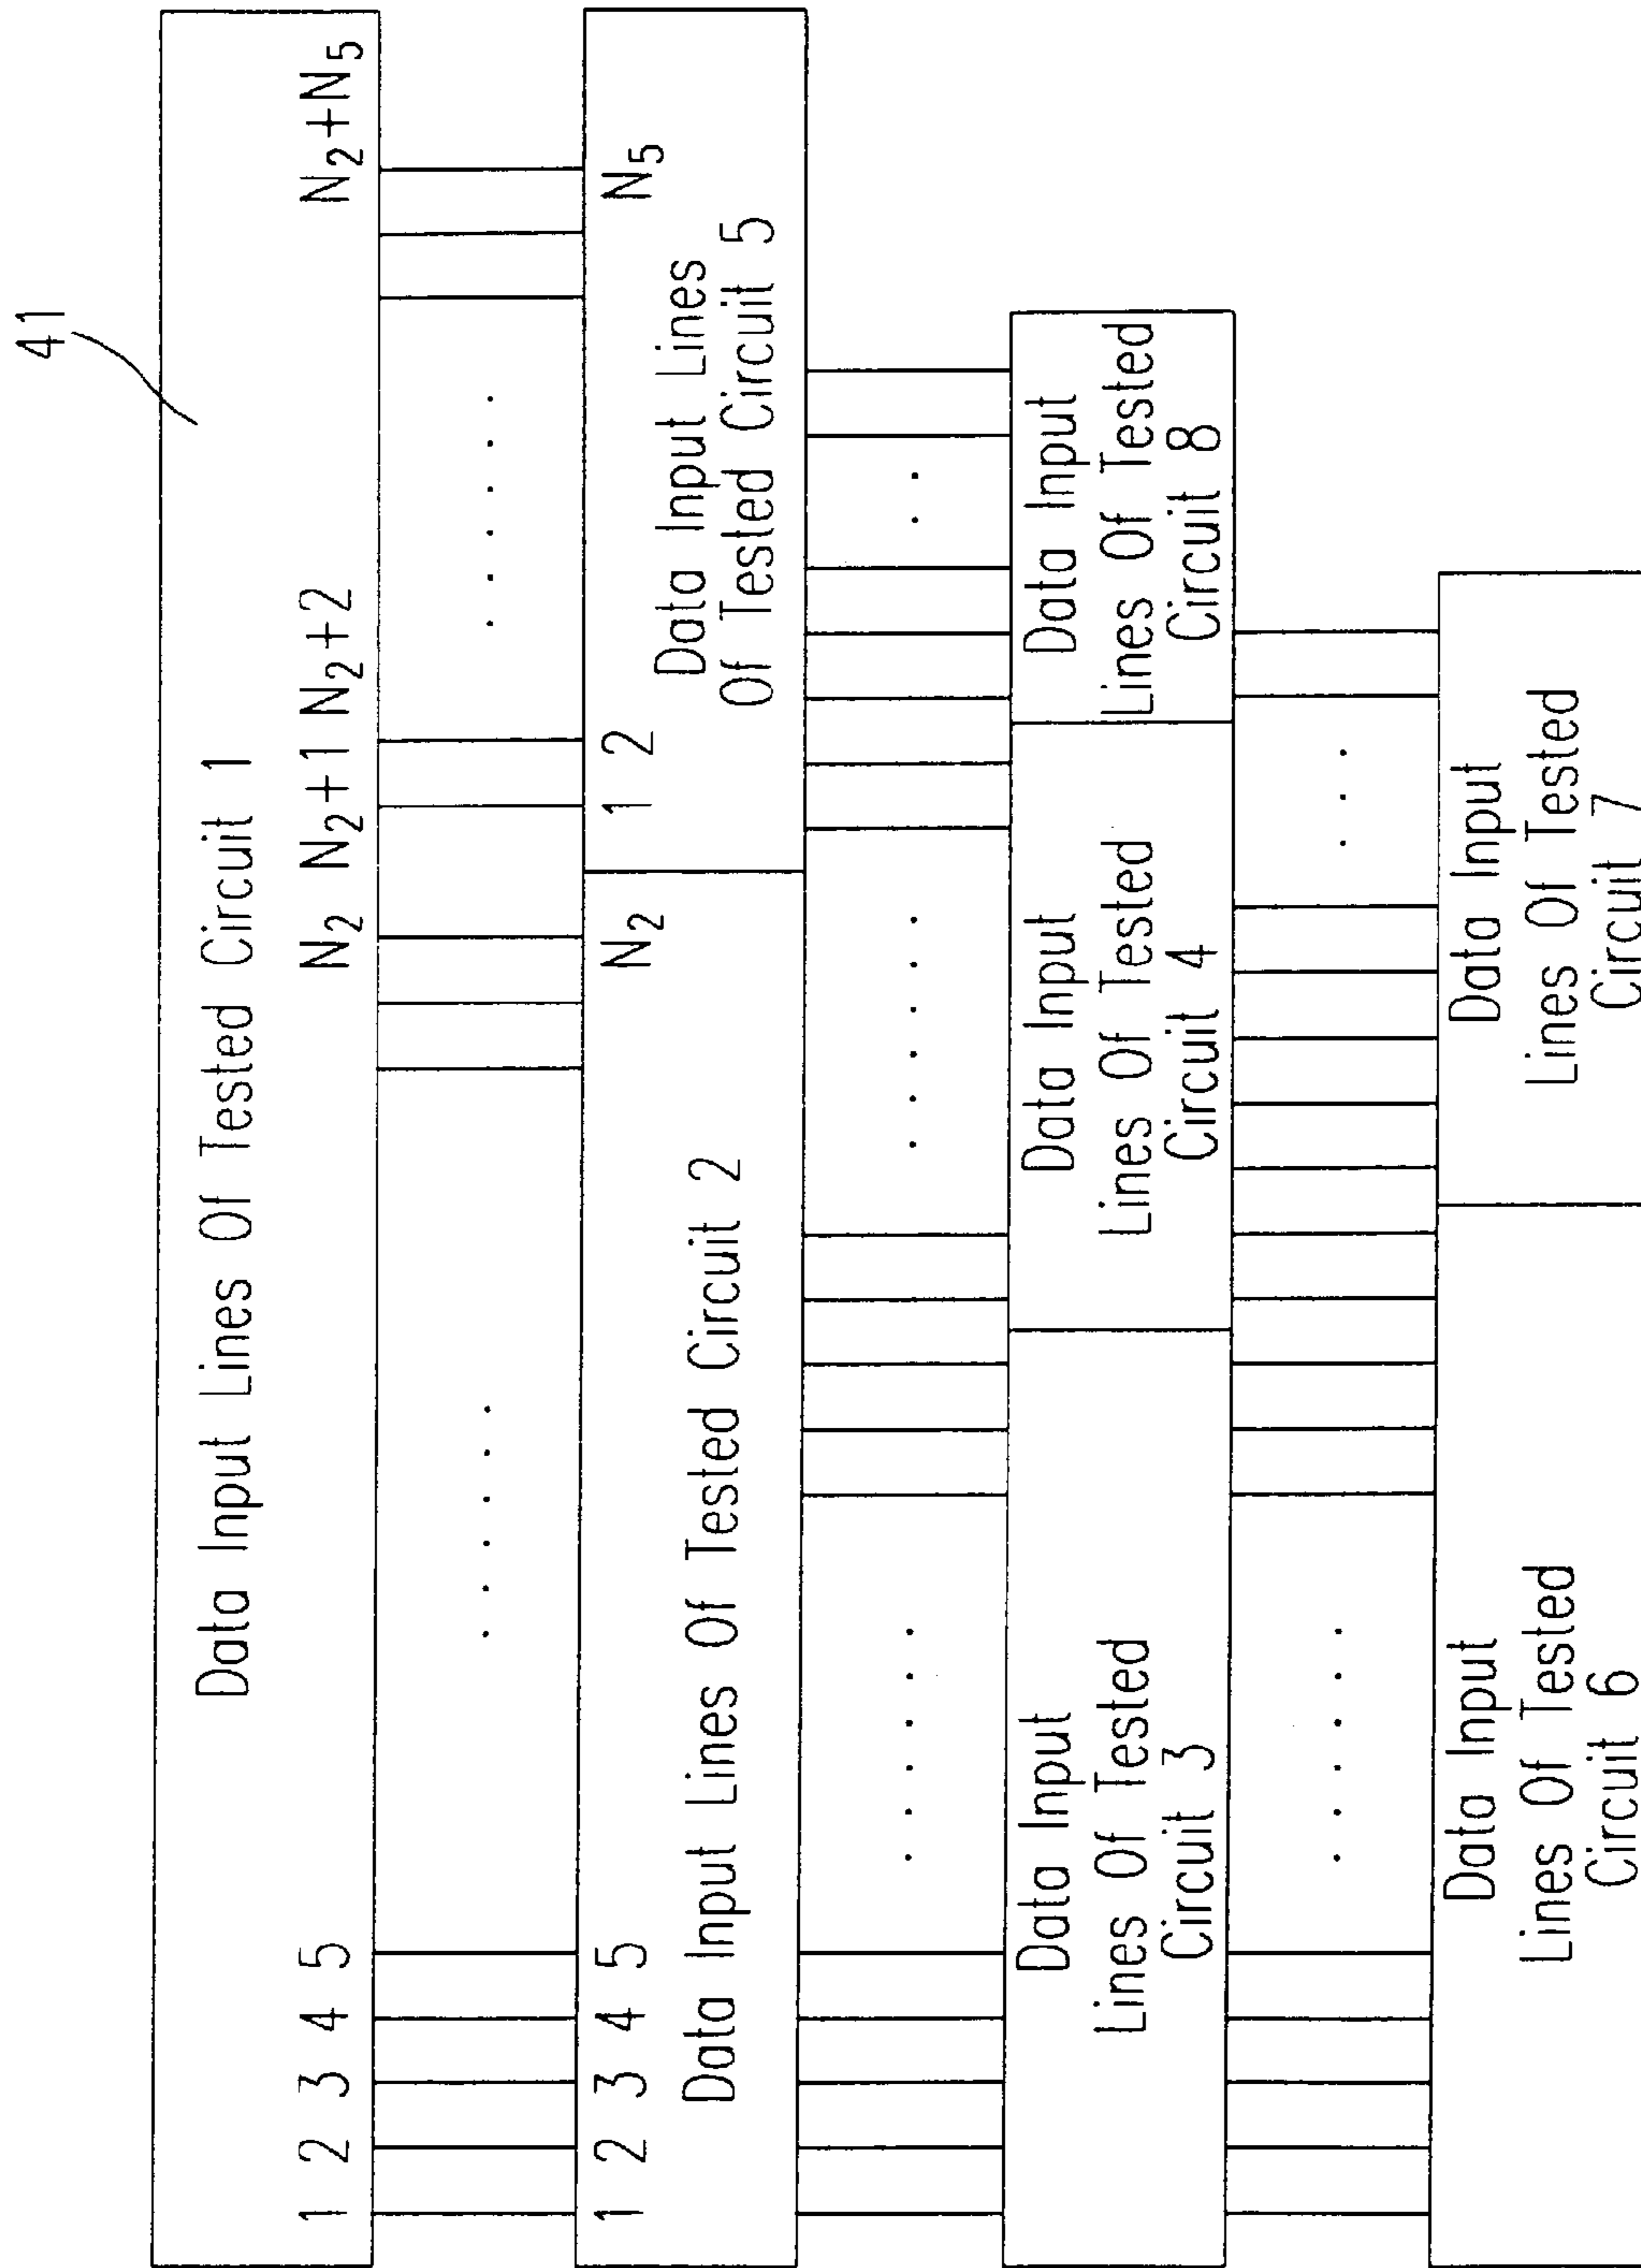 41
Data Input Lines Of Tested Circuit 1
1 2 3 4 5 N₂ N₂+1 N₂+2 N₂+N₅
1 2 3 4 5 N₂ 1 2 N₅
Data Input Lines Of Tested Circuit 2
Data Input Lines
Of Tested Circuit 5
Data Input
Lines Of Tested
Circuit 3
Data Input
Lines Of Tested
Circuit 4
Data Input
Lines Of Tested
Circuit 8
Data Input
Lines Of Tested
Circuit 6
Data Input
Lines Of Tested
Circuit 7